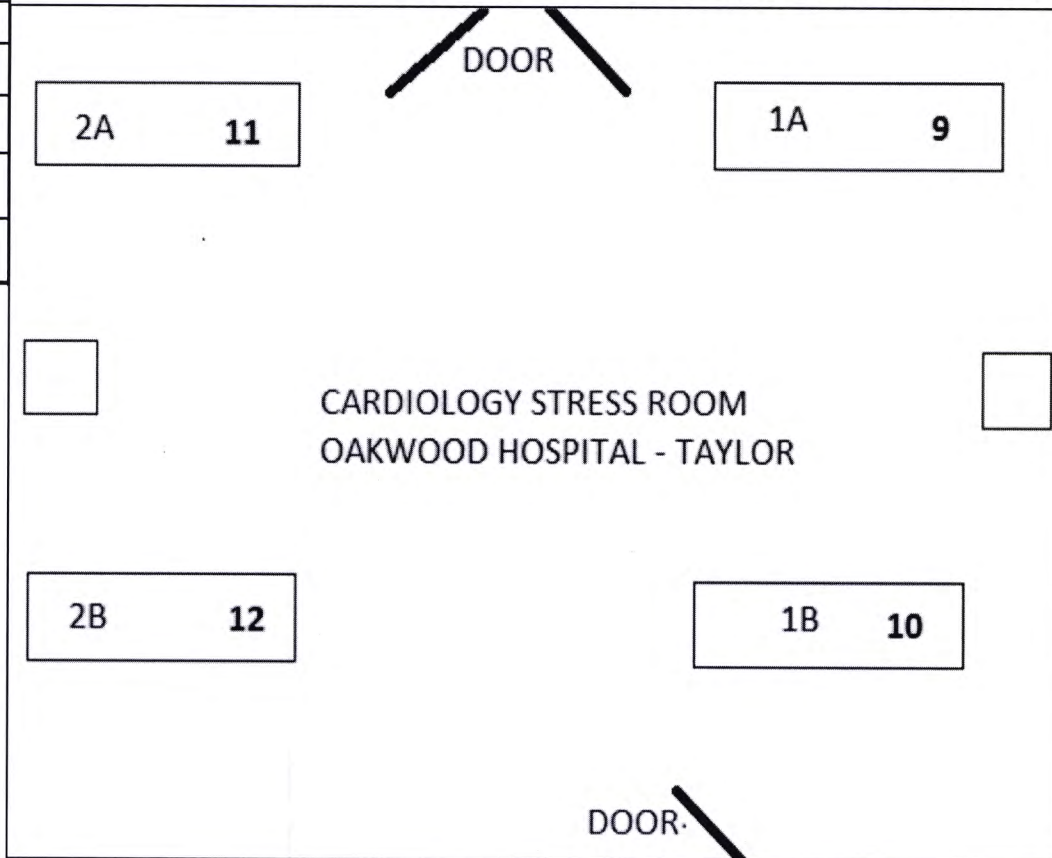 DOOR
2A 11
1A 9
CARDIOLOGY STRESS ROOM
OAKWOOD HOSPITAL - TAYLOR
2B 12
1B 10
DOOR